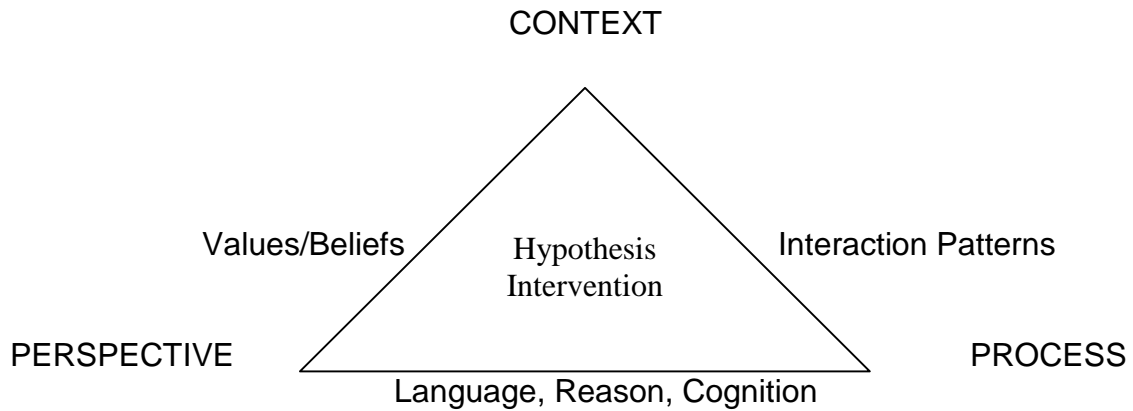 CONTEXT
Values/Beliefs
Hypothesis
Intervention
Interaction Patterns
PERSPECTIVE
PROCESS
Language, Reason, Cognition